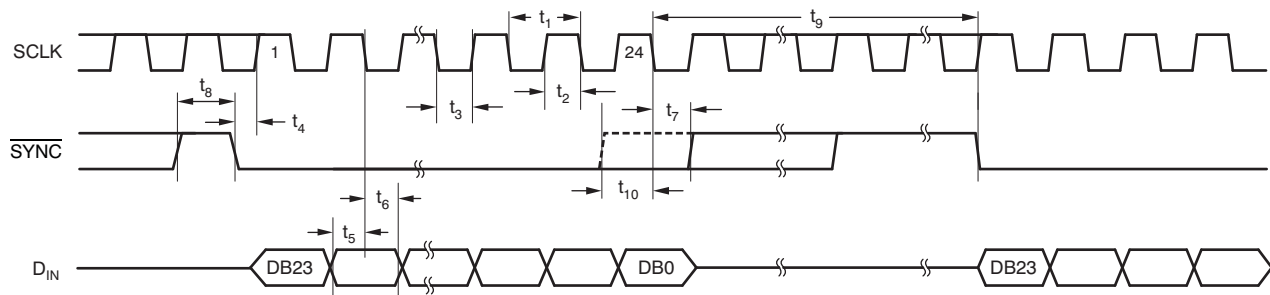 t1
t9
SCLK
1
24
t8
t4
t3
t2
t7
SYNC
t10
t6
t5
DIN
DB23
DB0
DB23